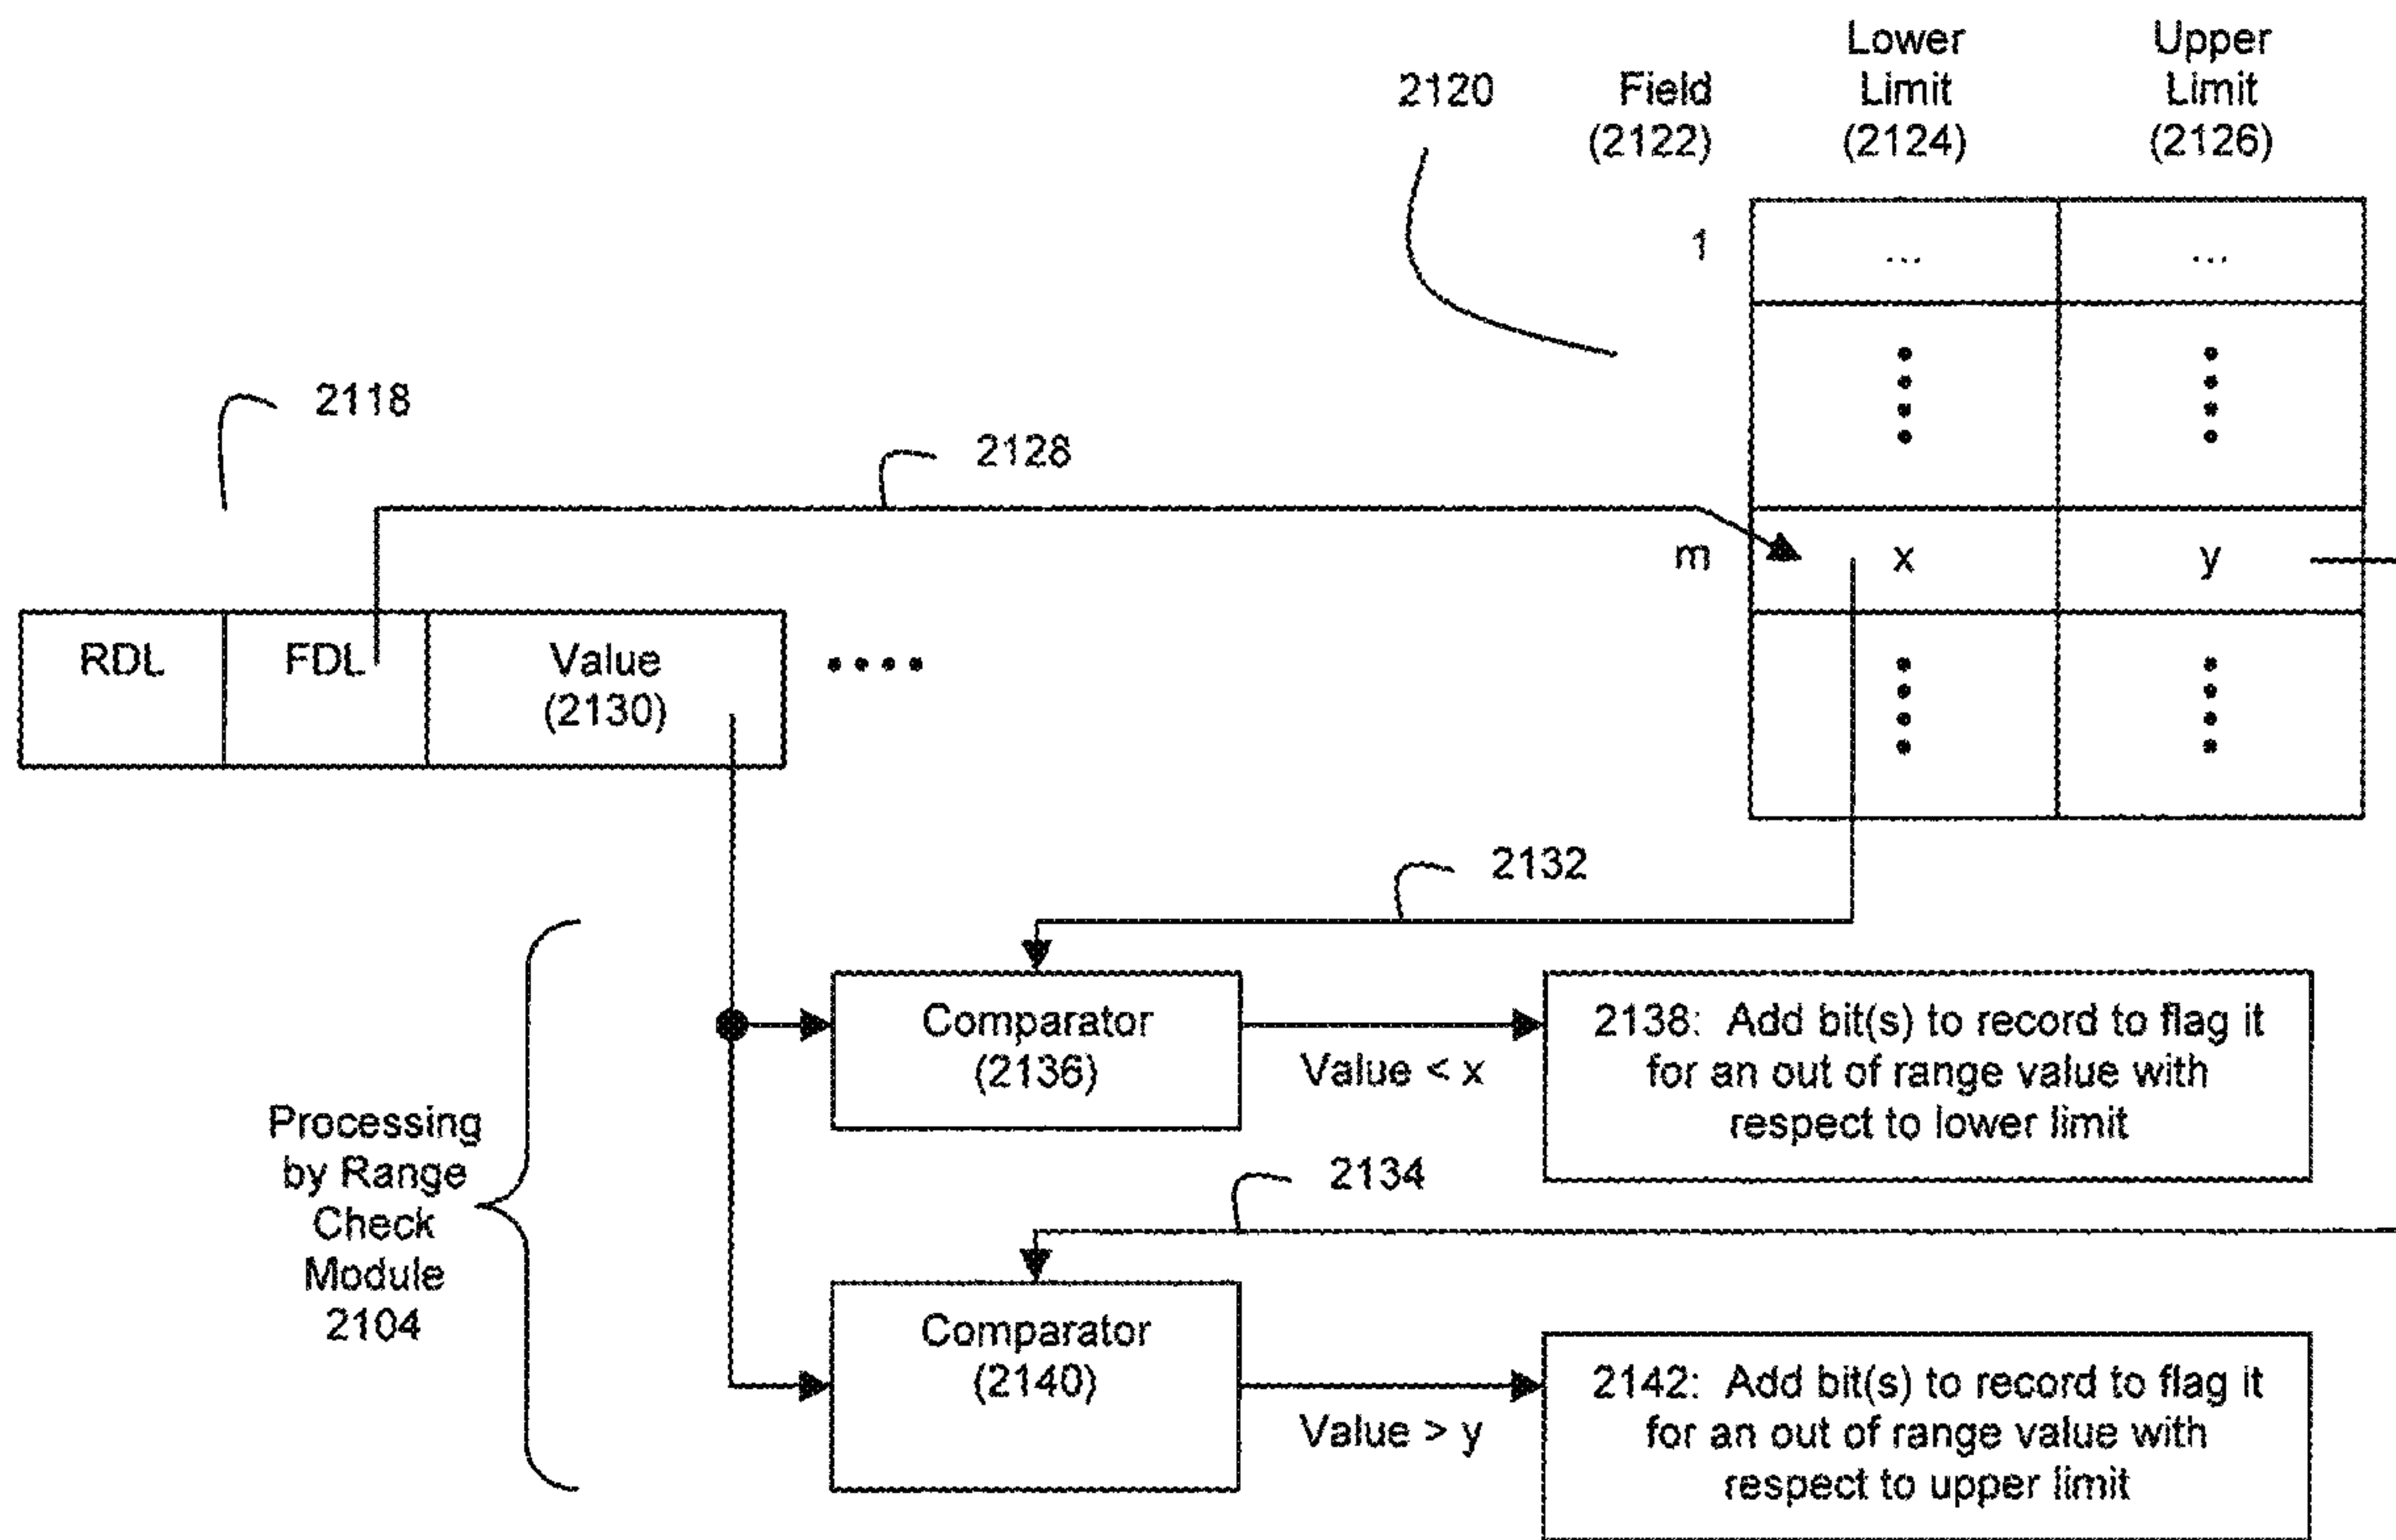 Lower
Limit
(2124)
Upper
Limit
(2126)
2120
Field
(2122)
1
...
...
2118
2128
m
x
y
RDL
FDL
Value
(2130)
2132
Comparator
(2136)
Value < x
2138: Add bit(s) to record to flag it
for an out of range value with
respect to lower limit
Processing
by Range
Check
Module
2104
2134
Comparator
(2140)
Value > y
2142: Add bit(s) to record to flag it
for an out of range value with
respect to upper limit